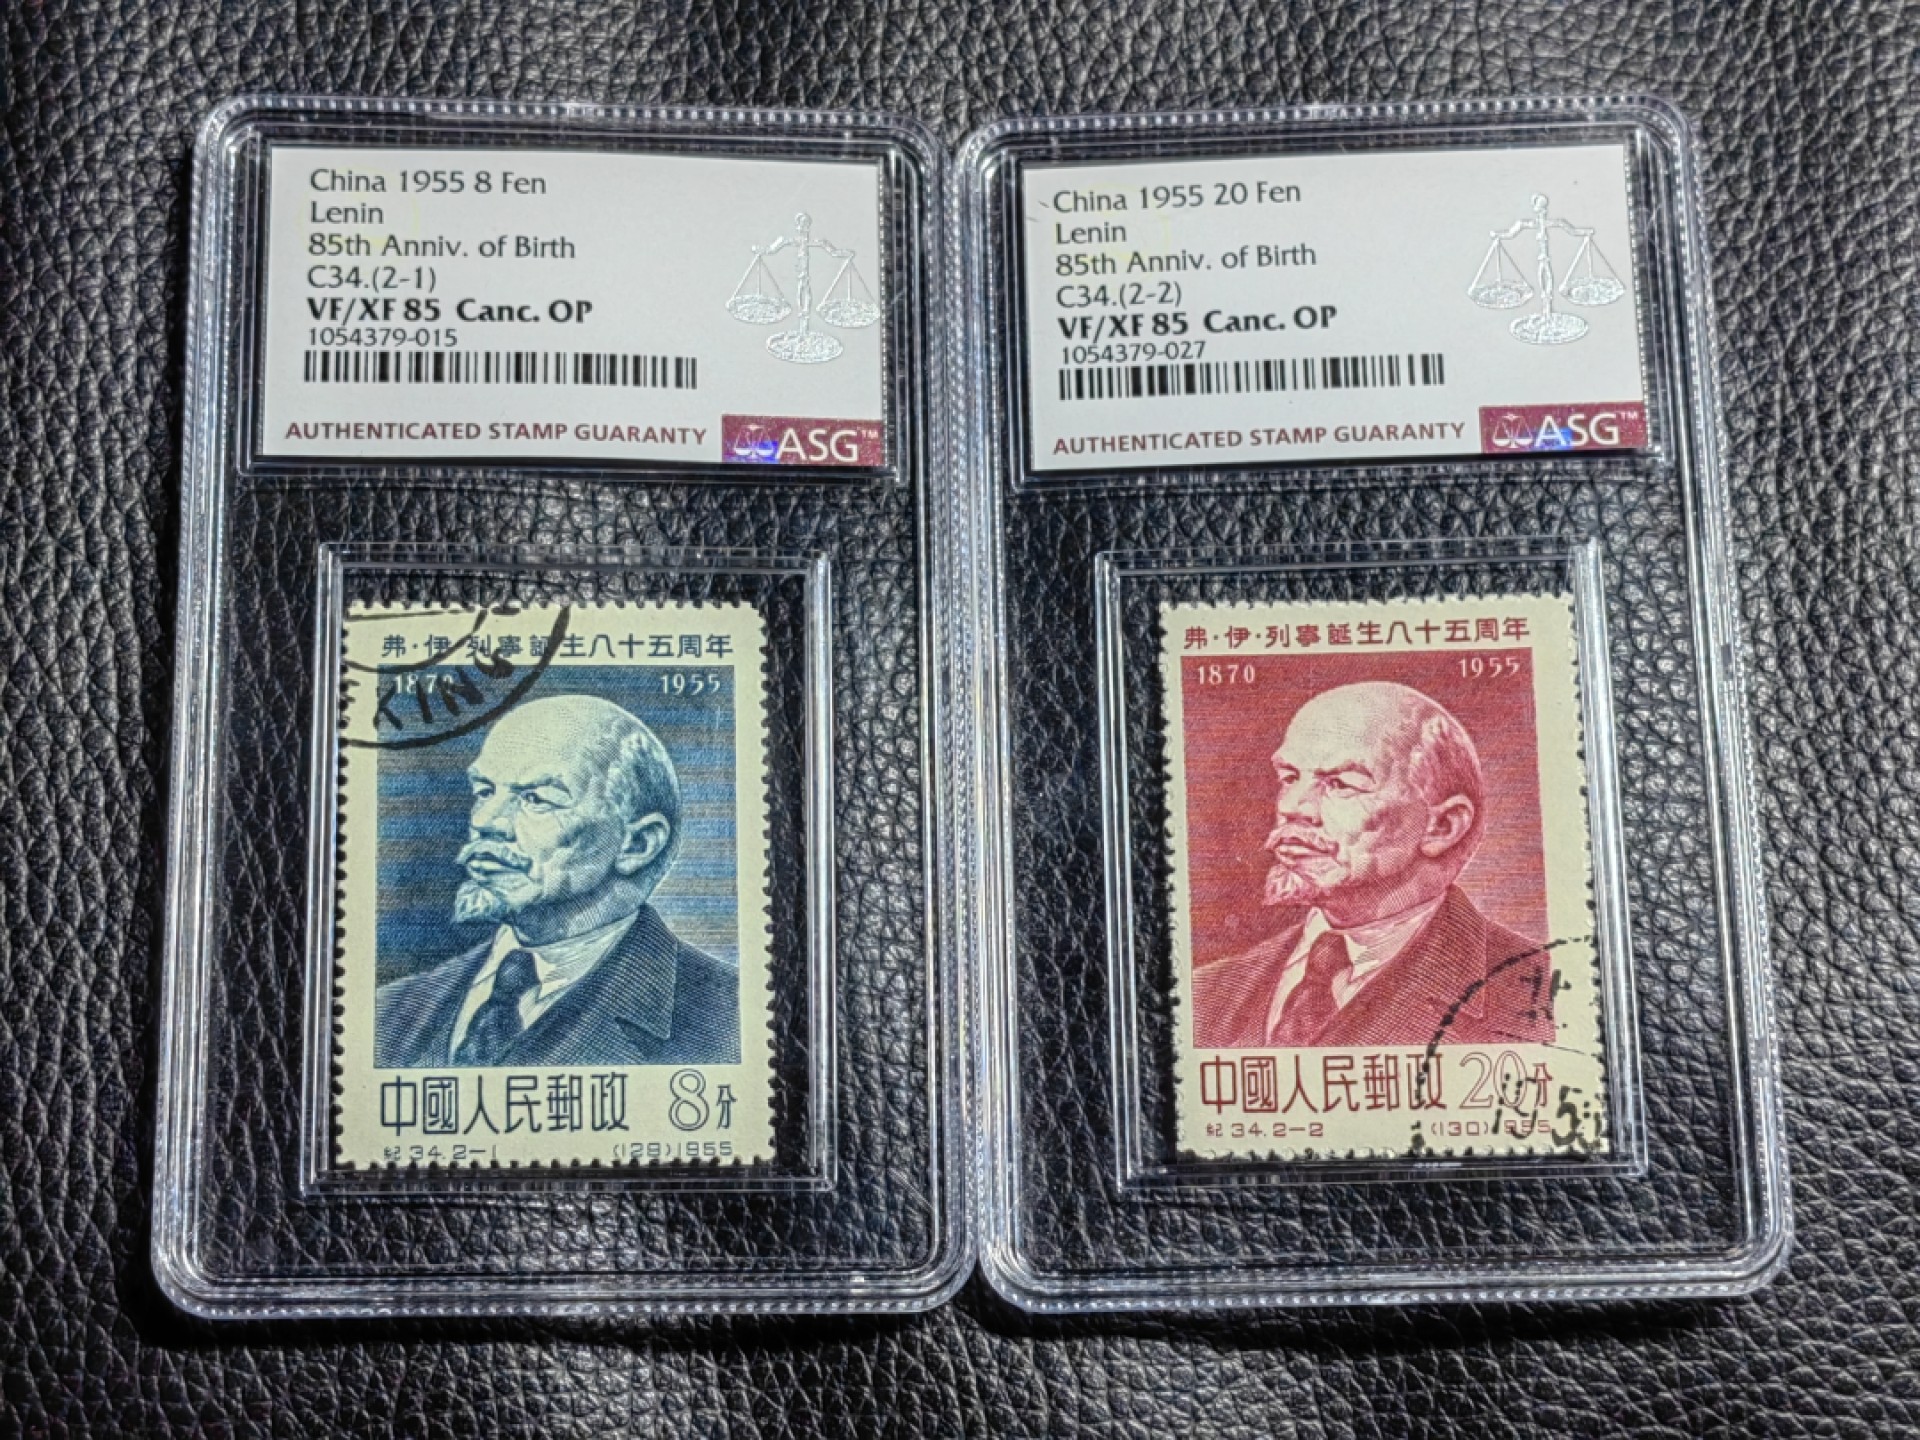 China 1955 8 Fen
Lenin
85th Anniv. of Birth
C34.(2-1)
VF/XF 85 Canc. OP
1054379-015
AUTHENTICATED STAMP GUARANTY
ASG™
弗·伊·列寧誕生八十五周年
1870 1955
TING
中國人民郵政 8分
紀34.2-1 (129)1955
China 1955 20 Fen
Lenin
85th Anniv. of Birth
C34.(2-2)
VF/XF 85 Canc. OP
1054379-027
AUTHENTICATED STAMP GUARANTY
ASG™
弗·伊·列寧誕生八十五周年
1870 1955
中國人民郵政 20分
紀34.2-2 (130)1955